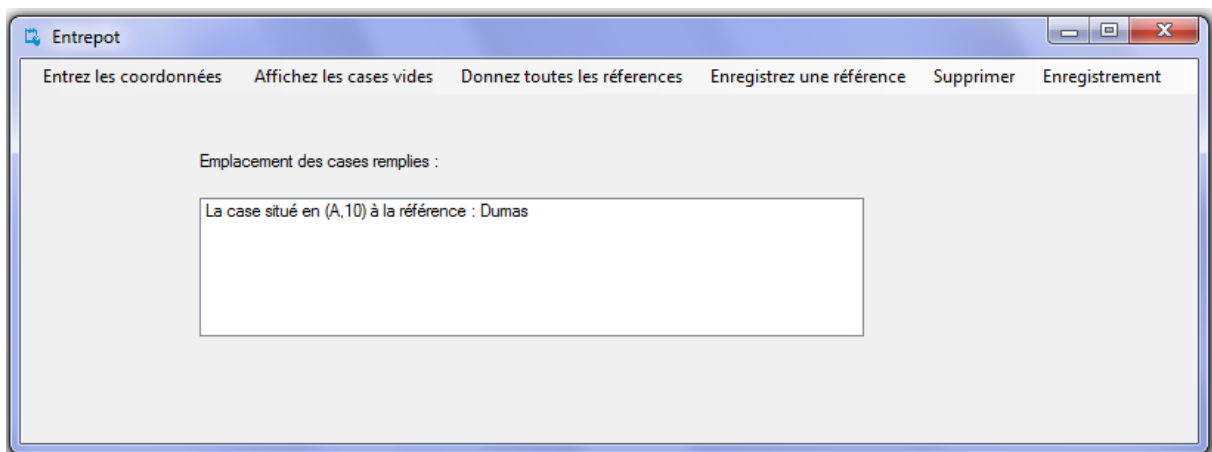 Entrepot
Entrez les coordonnées Affichez les cases vides Donnez toutes les réferences Enregistrez une référence Supprimer Enregistrement
Emplacement des cases remplies :
La case situé en (A,10) à la référence : Dumas